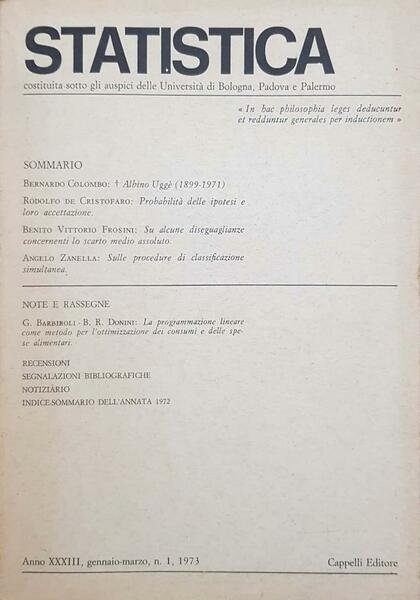 STATISTICA
costituita sotto gli auspici delle Università di Bologna, Padova e Palermo
« In hac philosophia leges deducuntur
et redduntur generales per inductionem »
SOMMARIO
BERNARDO COLOMBO: † Albino Uggè (1899-1971)
RODOLFO DE CRISTOFARO: Probabilità delle ipotesi e
loro accettazione.
BENITO VITTORIO FROSINI: Su alcune diseguaglianze
concernenti lo scarto medio assoluto.
ANGELO ZANELLA: Sulle procedure di classificazione
simultanea.
NOTE E RASSEGNE
G. BARBIROLI - B. R. DONINI: La programmazione lineare
come metodo per l'ottimizzazione dei consumi e delle spe-
se alimentari.
RECENSIONI
SEGNALAZIONI BIBLIOGRAFICHE
NOTIZIARIO
INDICE-SOMMARIO DELL'ANNATA 1972
Anno XXXIII, gennaio-marzo, n. 1, 1973 Cappelli Editore